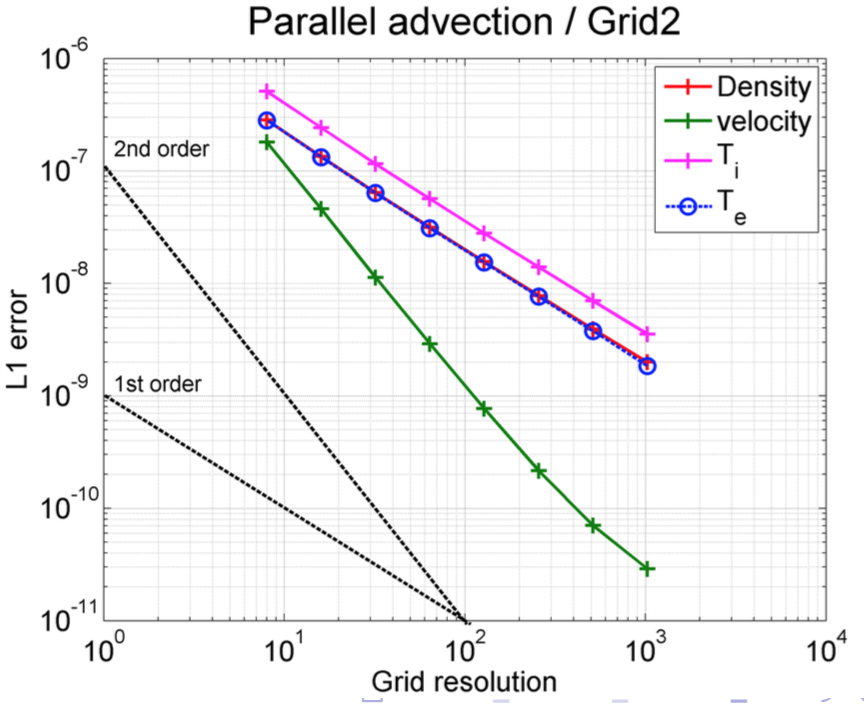 Parallel advection / Grid2
10^-6
10^-7
10^-8
10^-9
10^-10
10^-11
L1 error
2nd order
1st order
Density
velocity
T_i
T_e
10^0 10^1 10^2 10^3 10^4
Grid resolution